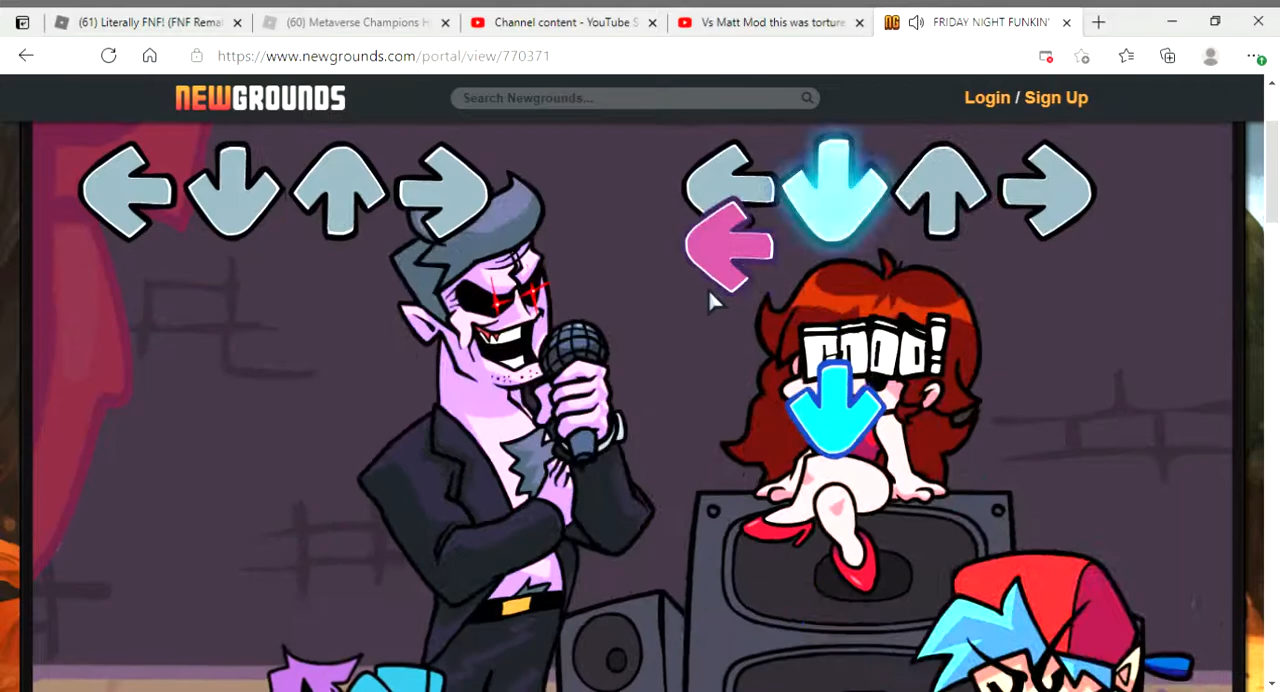 (61) Literally FNF! (FNF Remal
(60) Metaverse Champions H
Channel content - YouTube S
Vs Matt Mod this was torture.
NG
FRIDAY NIGHT FUNKIN'
https://www.newgrounds.com/portal/view/770371
NEWGROUNDS
Search Newgrounds...
Login / Sign Up
GOOD!